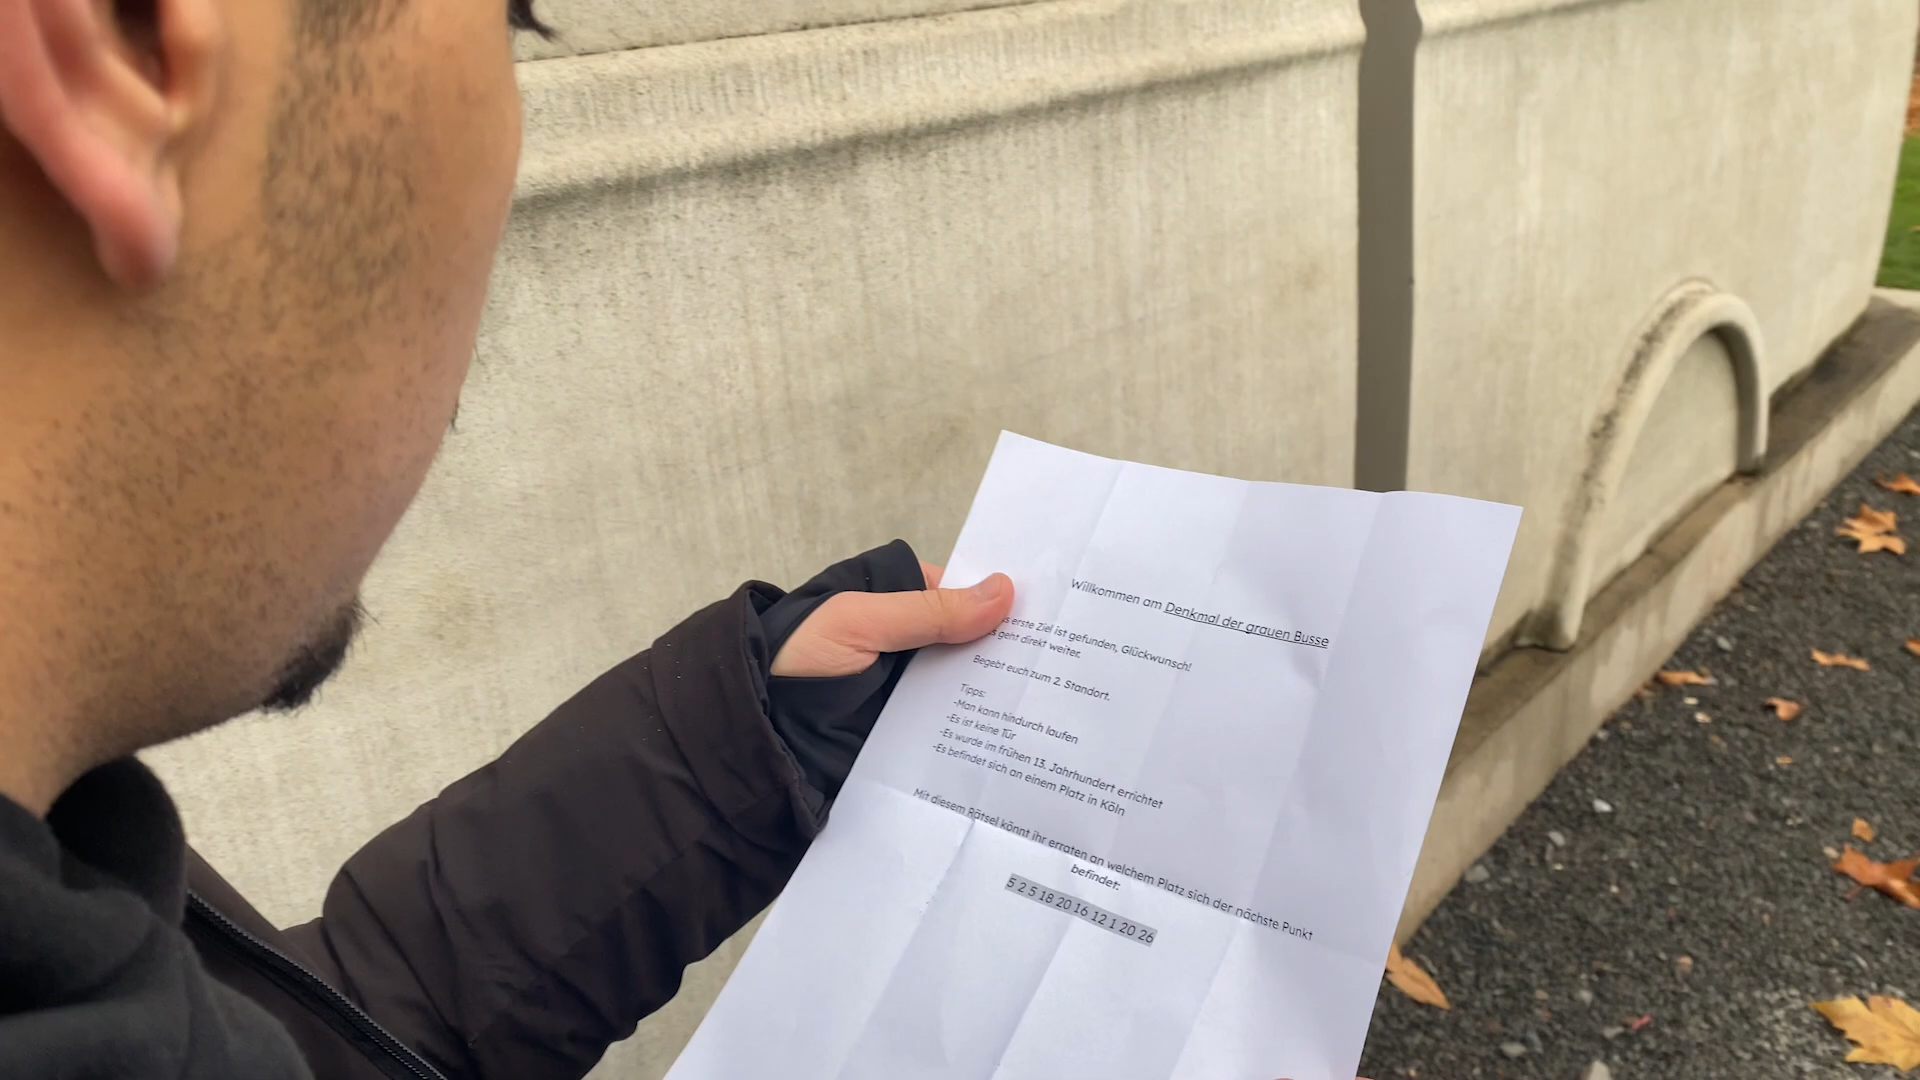 Willkommen am Denkmal der grauen Busse
erste Ziel ist gefunden, Glückwunsch!
geht direkt weiter.
Begebt euch zum 2. Standort.
Tipps:
-Man kann hindurch laufen
-Es ist keine Tür
-Es wurde im frühen 13. Jahrhundert errichtet
-Es befindet sich an einem Platz in Köln
Mit diesem Rätsel könnt ihr erraten an welchem Platz sich der nächste Punkt
befindet:
5 2 5 18 20 16 12 1 20 26